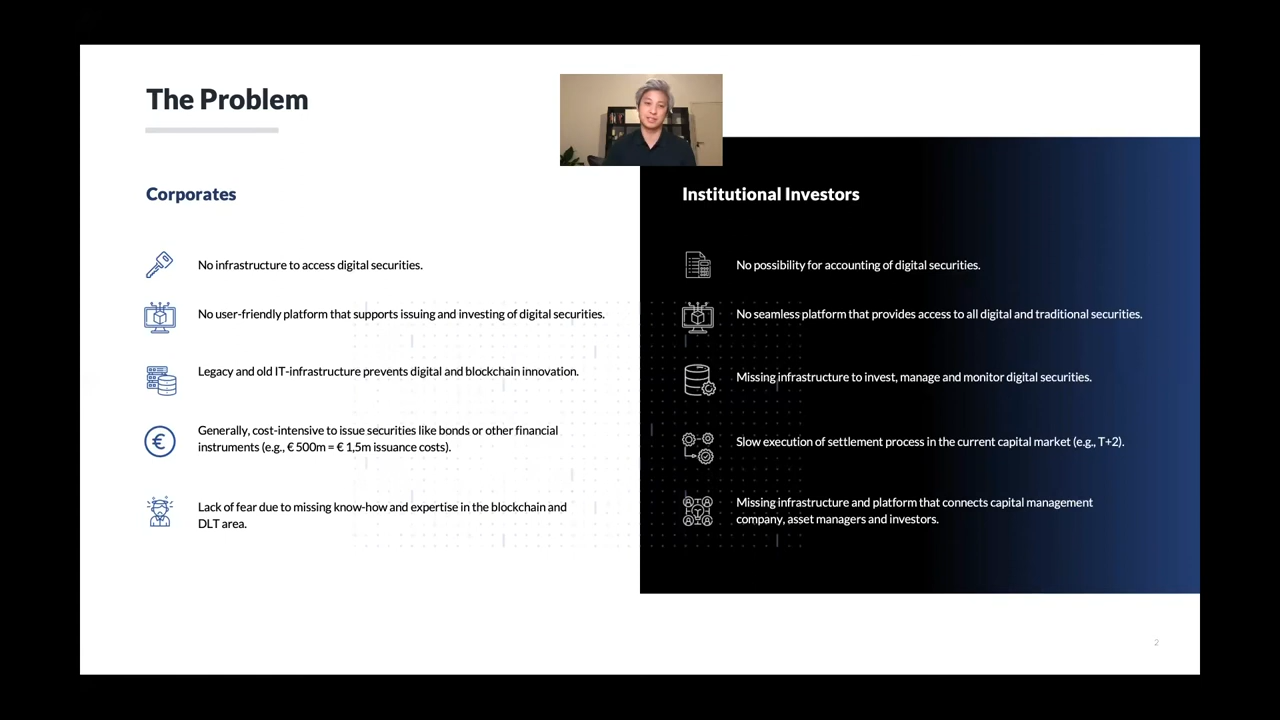 The Problem
Corporates
No infrastructure to access digital securities.
No user-friendly platform that supports issuing and investing of digital securities.
Legacy and old IT-infrastructure prevents digital and blockchain innovation.
Generally, cost-intensive to issue securities like bonds or other financial
instruments (e.g., € 500m = € 1,5m issuance costs).
Lack of fear due to missing know-how and expertise in the blockchain and
DLT area.
Institutional Investors
No possibility for accounting of digital securities.
No seamless platform that provides access to all digital and traditional securities.
Missing infrastructure to invest, manage and monitor digital securities.
Slow execution of settlement process in the current capital market (e.g., T+2).
Missing infrastructure and platform that connects capital management
company, asset managers and investors.
2